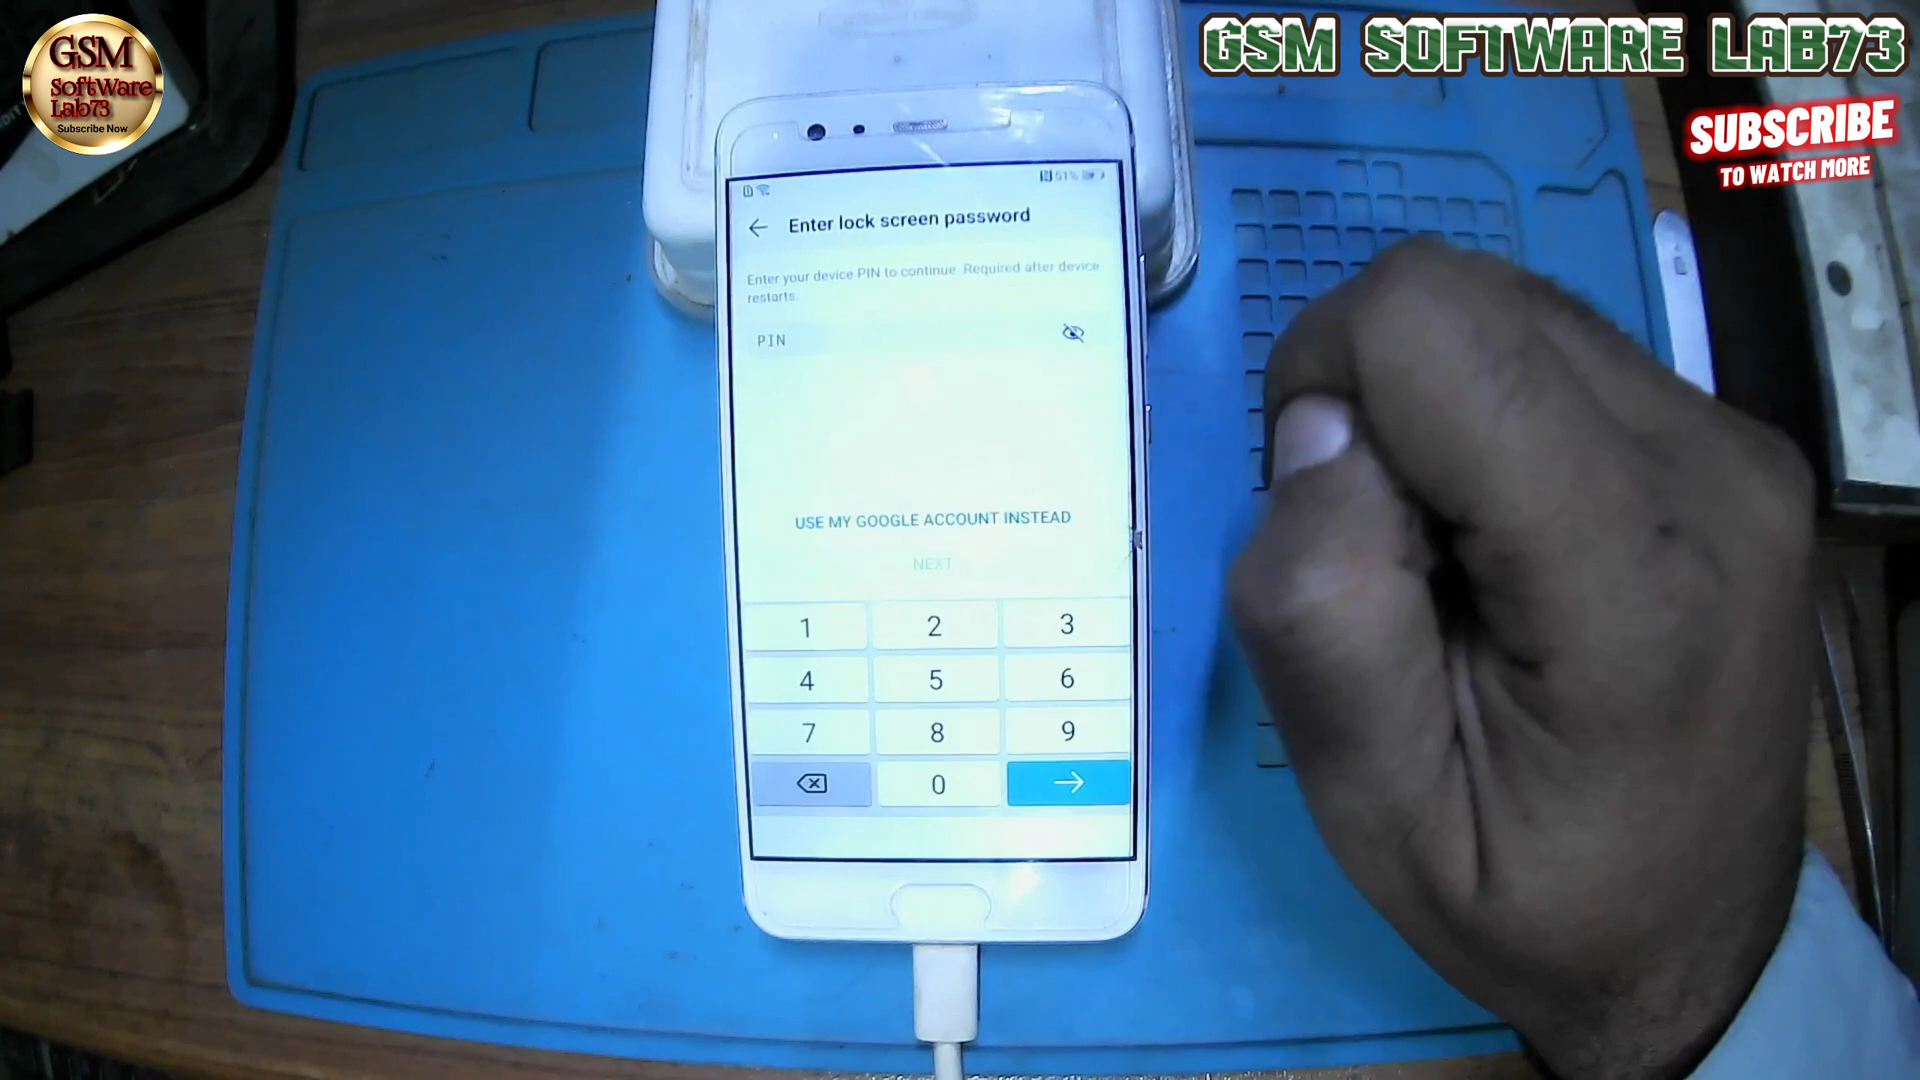 GSM
SoftWare
Lab73
Subscribe Now
GSM SOFTWARE LAB73
SUBSCRIBE
TO WATCH MORE
51%
Enter lock screen password
Enter your device PIN to continue. Required after device
restarts.
PIN
USE MY GOOGLE ACCOUNT INSTEAD
NEXT
1 2 3
4 5 6
7 8 9
0